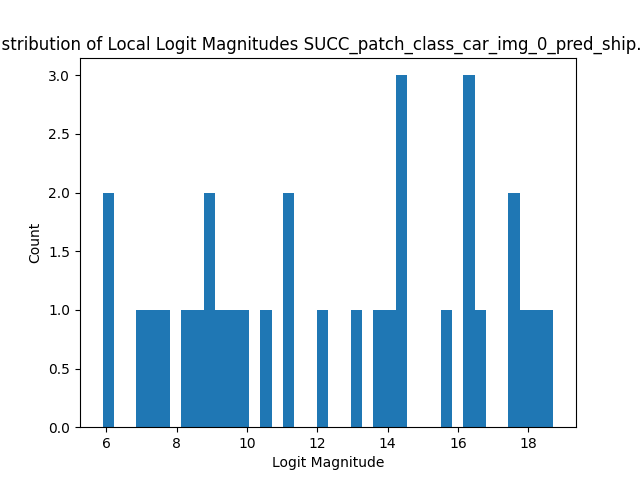 stribution of Local Logit Magnitudes SUCC_patch_class_car_img_0_pred_ship.
3.0
2.5
2.0
1.5
1.0
0.5
0.0
Count
6 8 10 12 14 16 18
Logit Magnitude